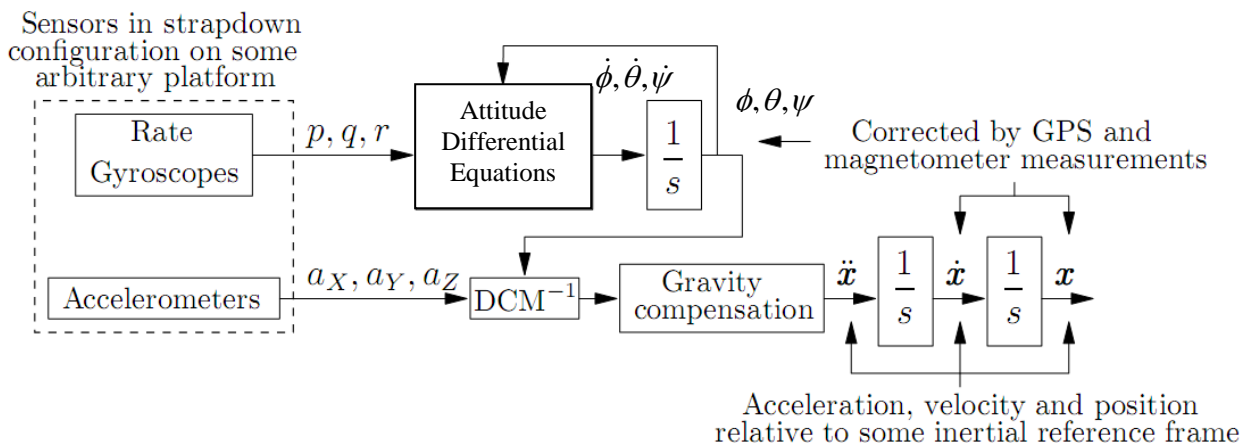 Sensors in strapdown
configuration on some
arbitrary platform
Rate
Gyroscopes
p, q, r
Attitude
Differential
Equations
ϕ̇, θ̇, ψ̇
1
s
ϕ, θ, ψ
Corrected by GPS and
magnetometer measurements
Accelerometers
a_X, a_Y, a_Z
DCM⁻¹
Gravity
compensation
ẍ
1
s
ẋ
1
s
x
Acceleration, velocity and position
relative to some inertial reference frame